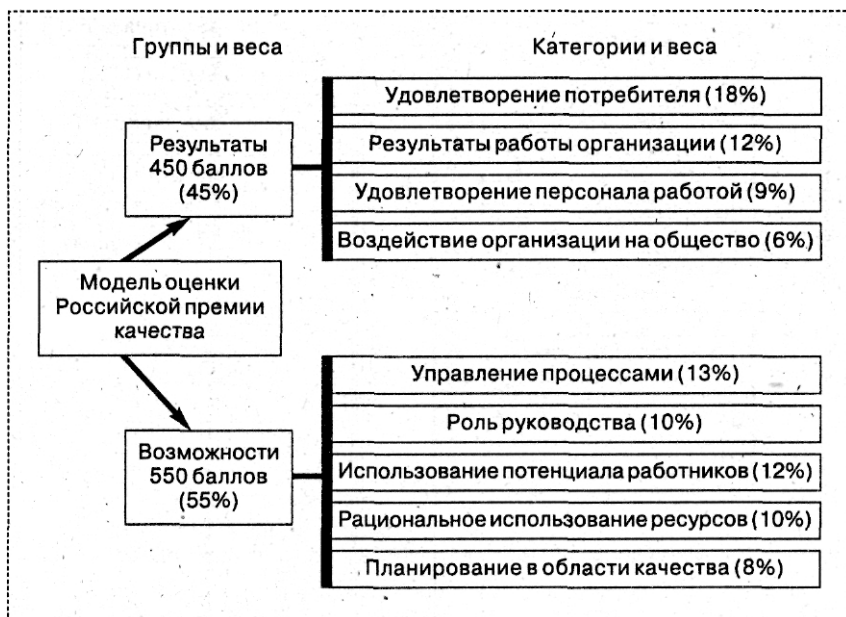 Группы и веса
Категории и веса
Результаты
450 баллов
(45%)
Удовлетворение потребителя (18%)
Результаты работы организации (12%)
Удовлетворение персонала работой (9%)
Воздействие организации на общество (6%)
Модель оценки
Российской премии
качества
Возможности
550 баллов
(55%)
Управление процессами (13%)
Роль руководства (10%)
Использование потенциала работников (12%)
Рациональное использование ресурсов (10%)
Планирование в области качества (8%)